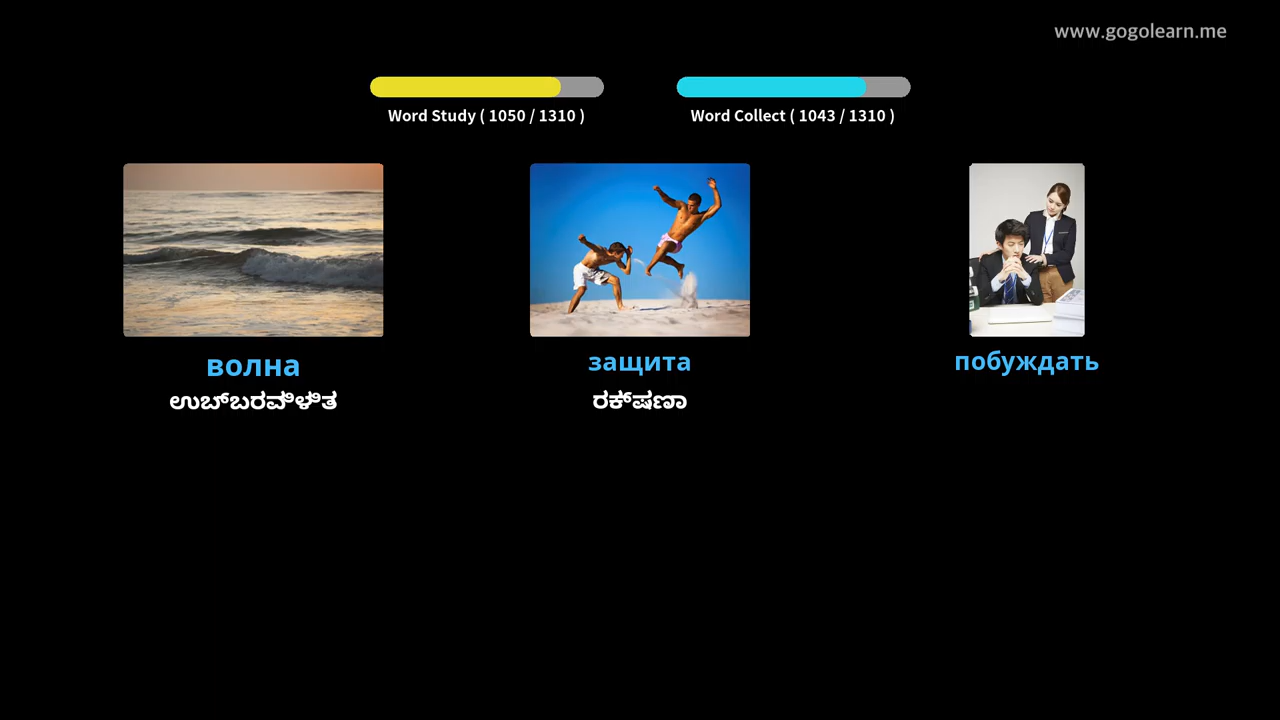 www.gogolearn.me
Word Study ( 1050 / 1310 )
Word Collect ( 1043 / 1310 )
волна
защита
побуждать
ಉಬ್ಬರವಿಳಿತ
ರಕ್ಷಣಾ